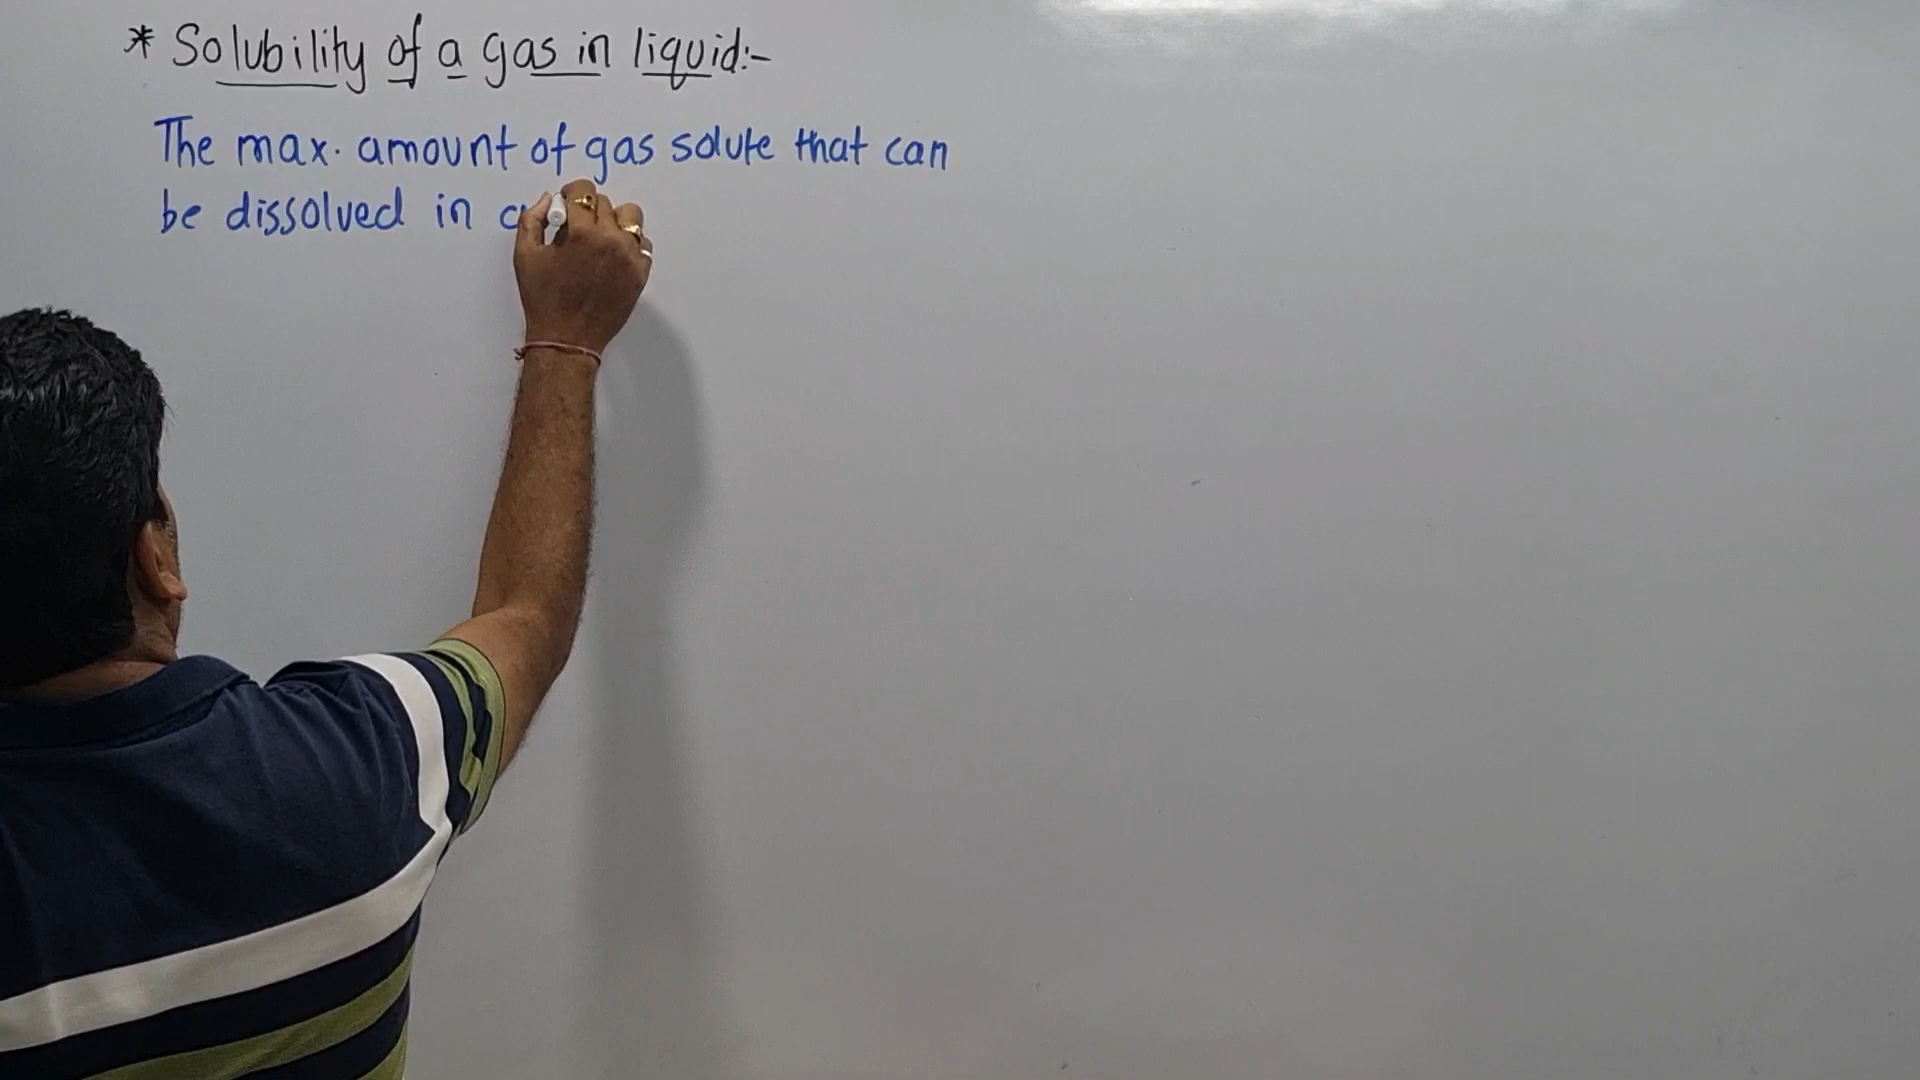 * Solubility of a gas in liquid:-
The max. amount of gas solute that can
be dissolved in